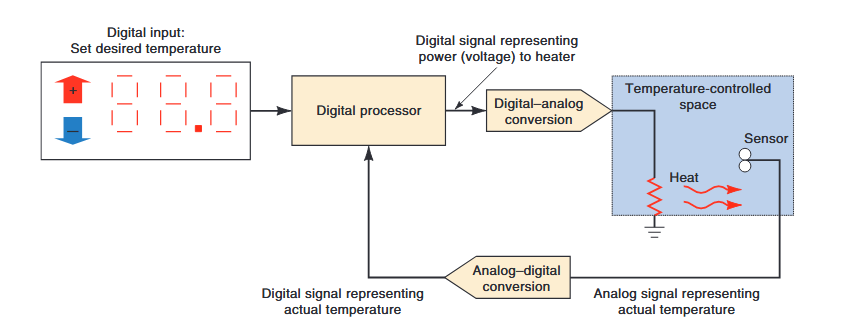 Digital input:
Set desired temperature
+
–
Digital processor
Digital signal representing
power (voltage) to heater
Digital–analog
conversion
Temperature-controlled
space
Sensor
Heat
Analog–digital
conversion
Digital signal representing
actual temperature
Analog signal representing
actual temperature